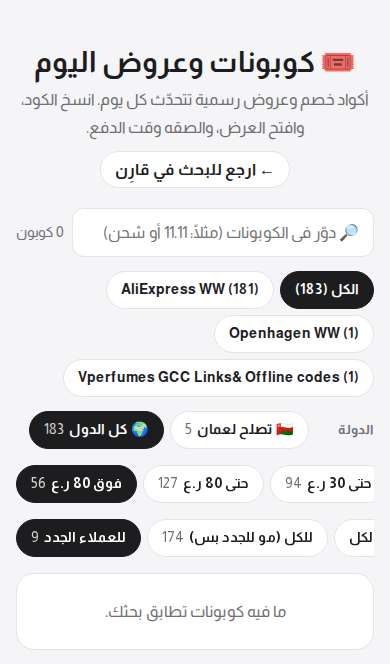 🎟️ كوبونات وعروض اليوم
أكواد خصم وعروض رسمية تتحدّث كل يوم. انسخ الكود،
وافتح العرض، والصقه وقت الدفع.
← ارجع للبحث في قارِن
🔎 دوّر في الكوبونات (مثلًا: 11.11 أو شحن)
0 كوبون
الكل (183)
AliExpress WW (181)
Openhagen WW (1)
Vperfumes GCC Links& Offline codes (1)
الدولة
🇴🇲 تصلح لعمان 5
🌍 كل الدول 183
حتى 30 ر.ع 94
حتى 80 ر.ع 127
فوق 80 ر.ع 56
لكل
للكل (مو للجدد بس) 174
للعملاء الجدد 9
ما فيه كوبونات تطابق بحثك.